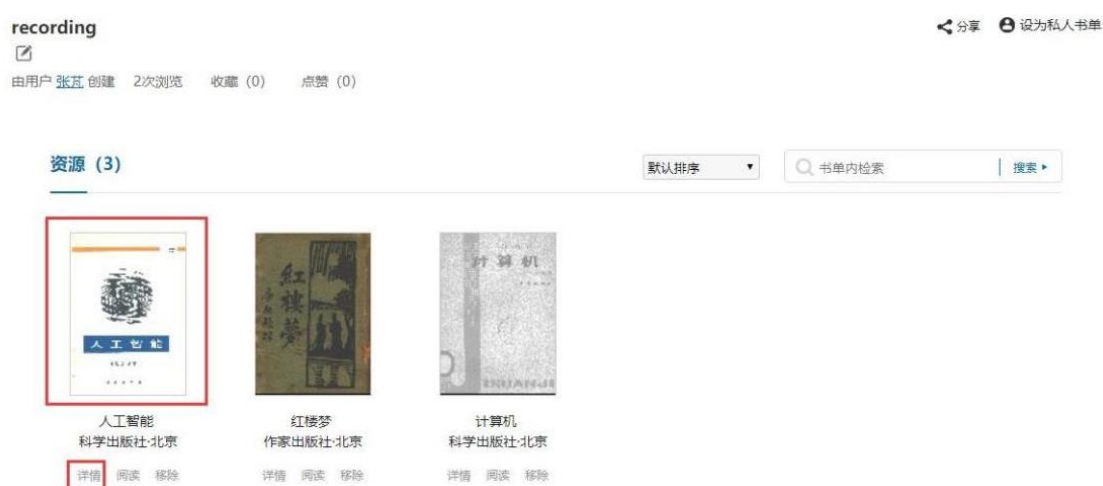 recording
分享 设为私人书单
由用户 张芃 创建 2次浏览 收藏 (0) 点赞 (0)
资源 (3)
默认排序
书单内检索
搜索
人工智能
红楼梦
计算机
人工智能
科学出版社·北京
详情 阅读 移除
红楼梦
作家出版社·北京
详情 阅读 移除
计算机
科学出版社·北京
详情 阅读 移除